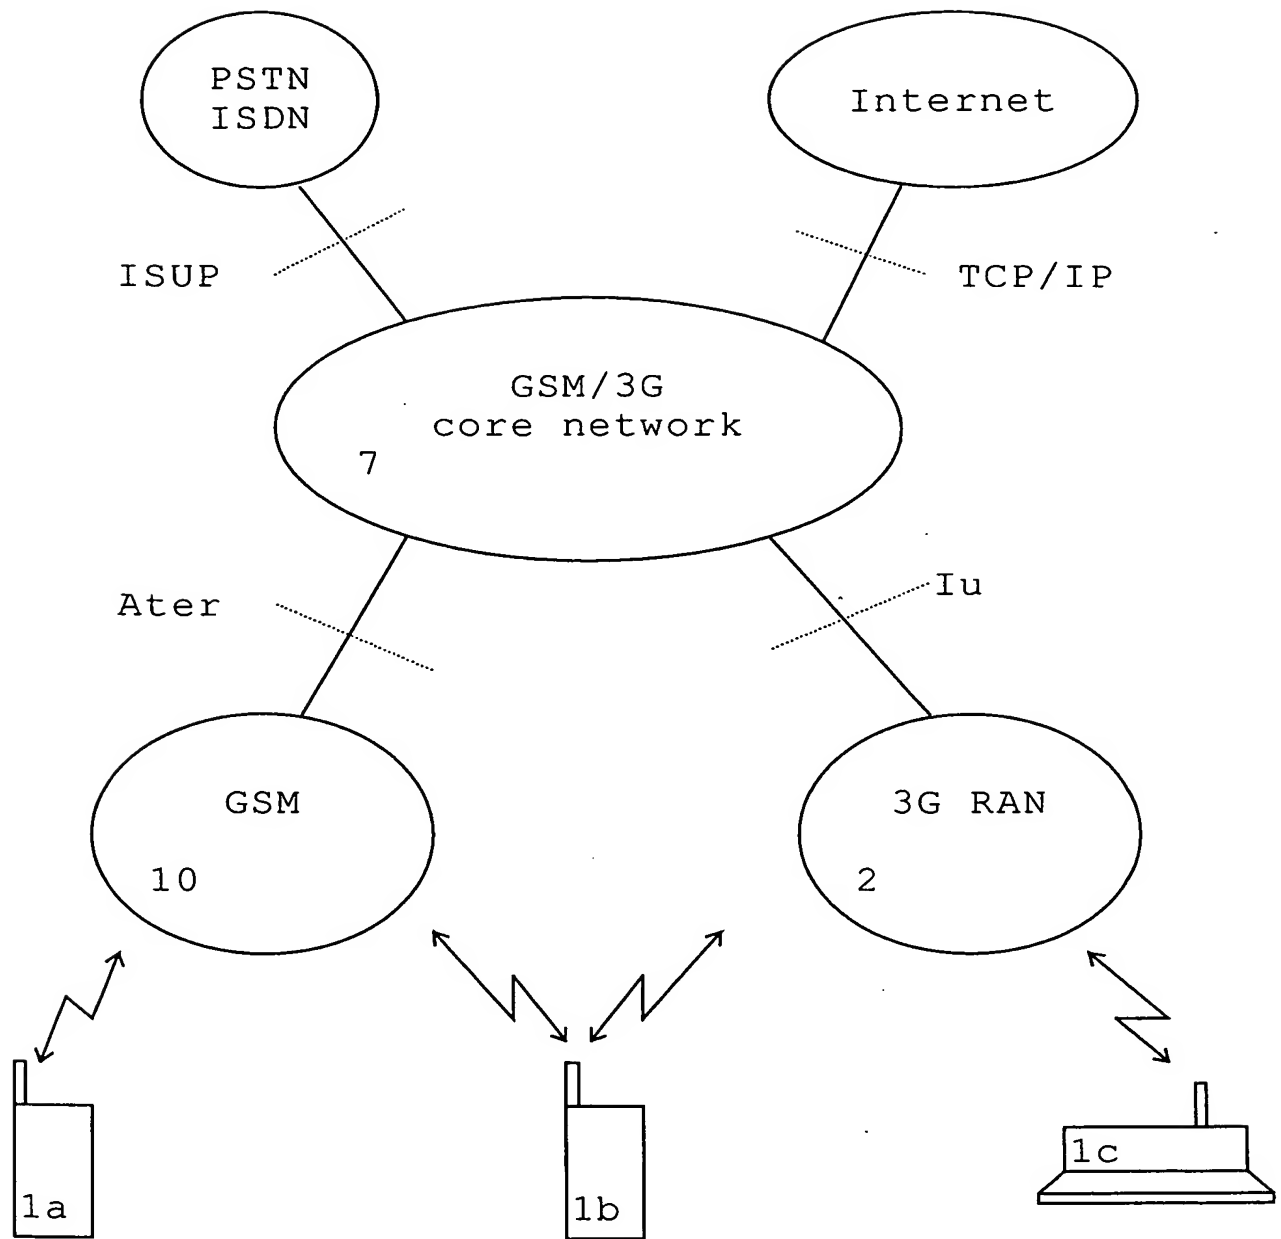 PSTN
ISDN
Internet
ISUP
TCP/IP
GSM/3G
core network
7
Ater
Iu
GSM
10
3G RAN
2
1a
1b
1c